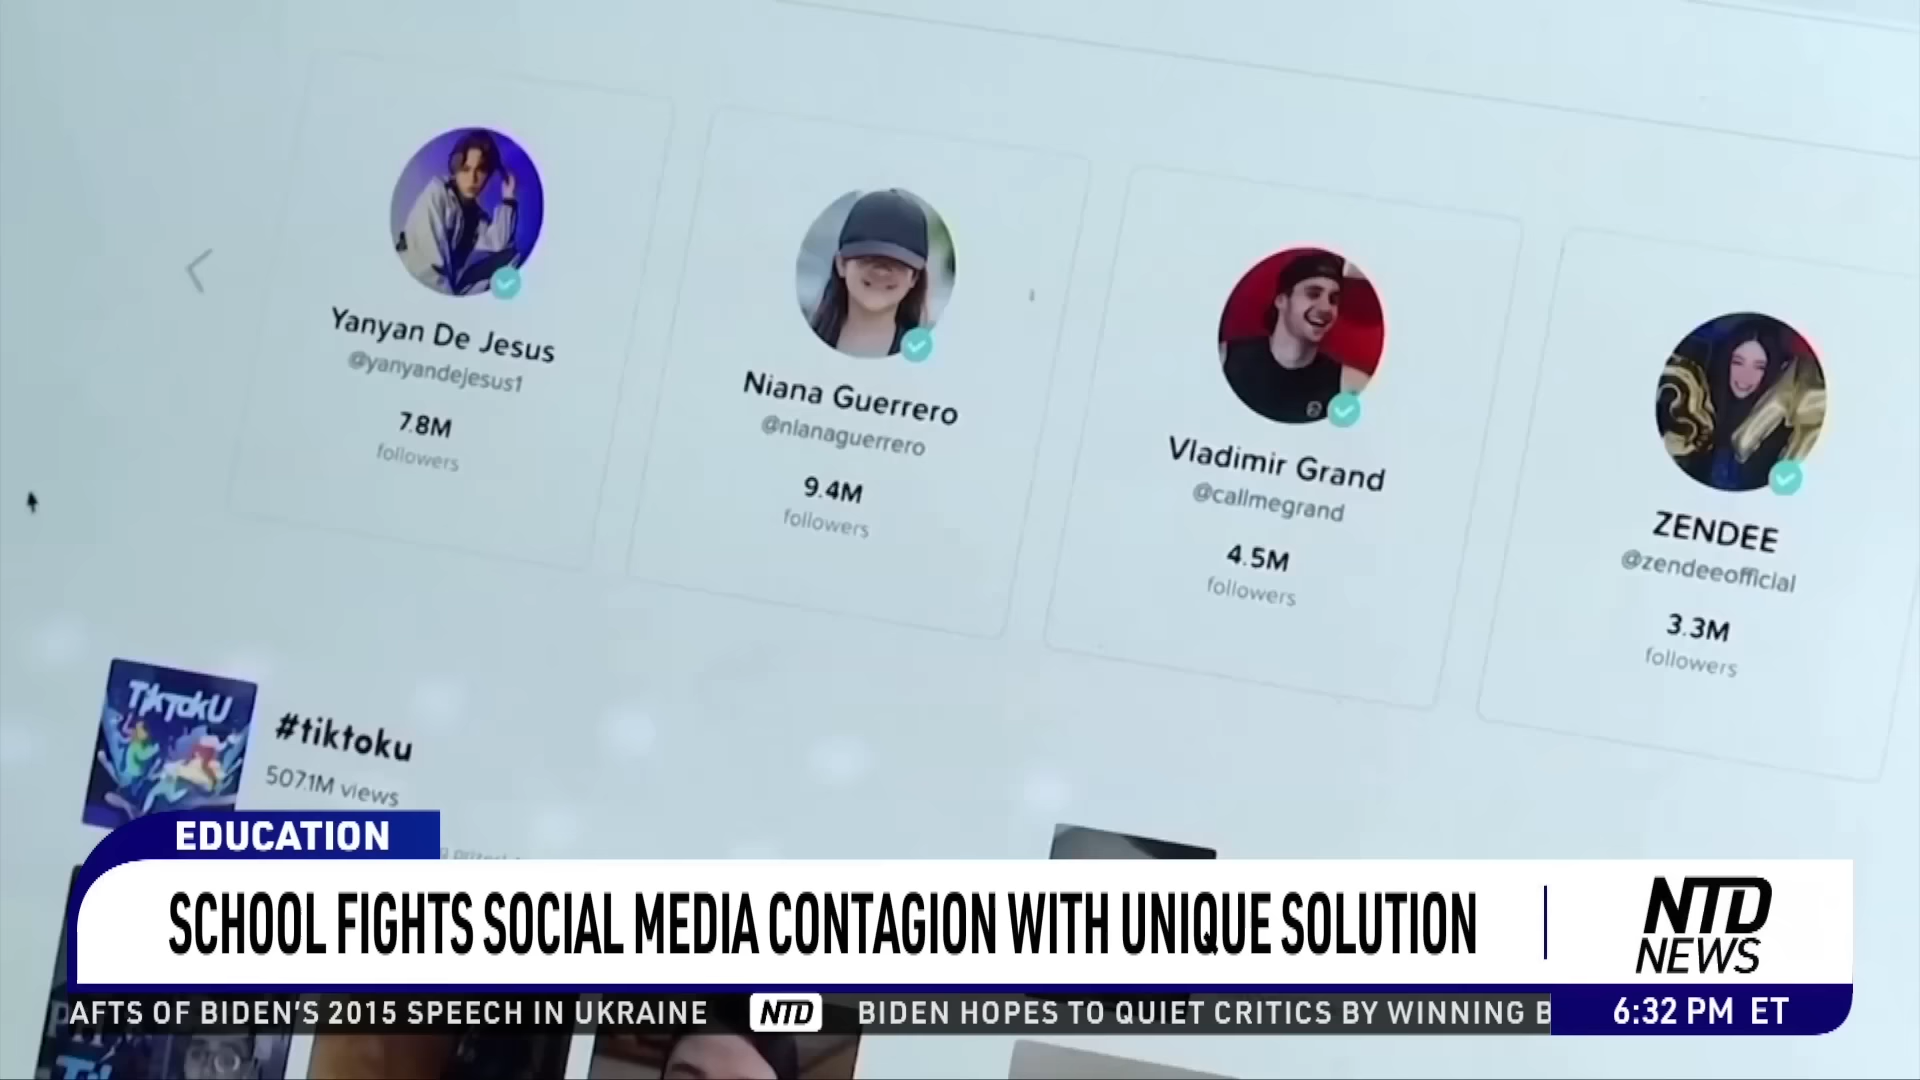 Yanyan De Jesus
@yanyandejesus1
7.8M
followers
Niana Guerrero
@nianaguerrero
9.4M
followers
Vladimir Grand
@callmegrand
4.5M
followers
ZENDEE
@zendeeofficial
3.3M
followers
TikTokU
#tiktoku
507.1M views
EDUCATION
SCHOOL FIGHTS SOCIAL MEDIA CONTAGION WITH UNIQUE SOLUTION
NTD
NEWS
AFTS OF BIDEN'S 2015 SPEECH IN UKRAINE NTD BIDEN HOPES TO QUIET CRITICS BY WINNING B
6:32 PM ET